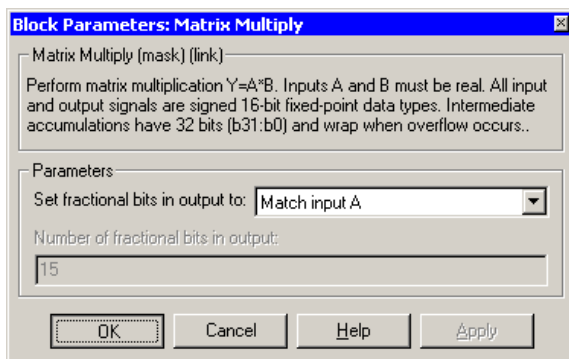 Block Parameters: Matrix Multiply
Matrix Multiply (mask) (link)
Perform matrix multiplication Y=A*B. Inputs A and B must be real. All input
and output signals are signed 16-bit fixed-point data types. Intermediate
accumulations have 32 bits (b31:b0) and wrap when overflow occurs..
Parameters
Set fractional bits in output to: Match input A
Number of fractional bits in output:
15
OK Cancel Help Apply